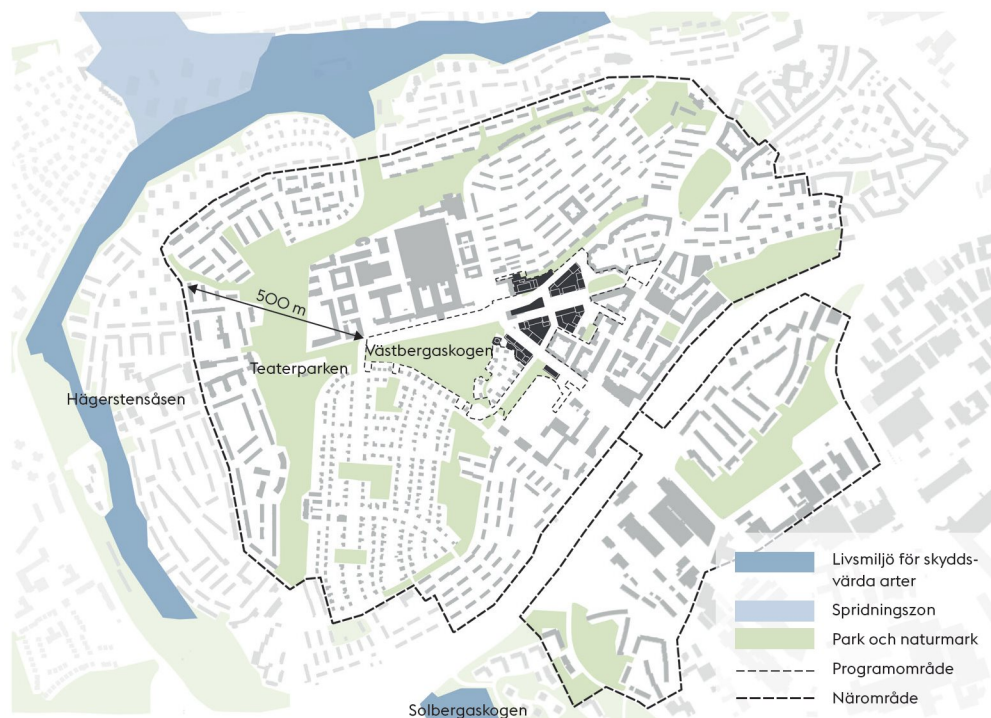 500 m
Västbergaskogen
Teaterparken
Hägerstensåsen
Livsmiljö för skydds-
värda arter
Spridningszon
Park och naturmark
Programområde
Närområde
Solbergaskogen